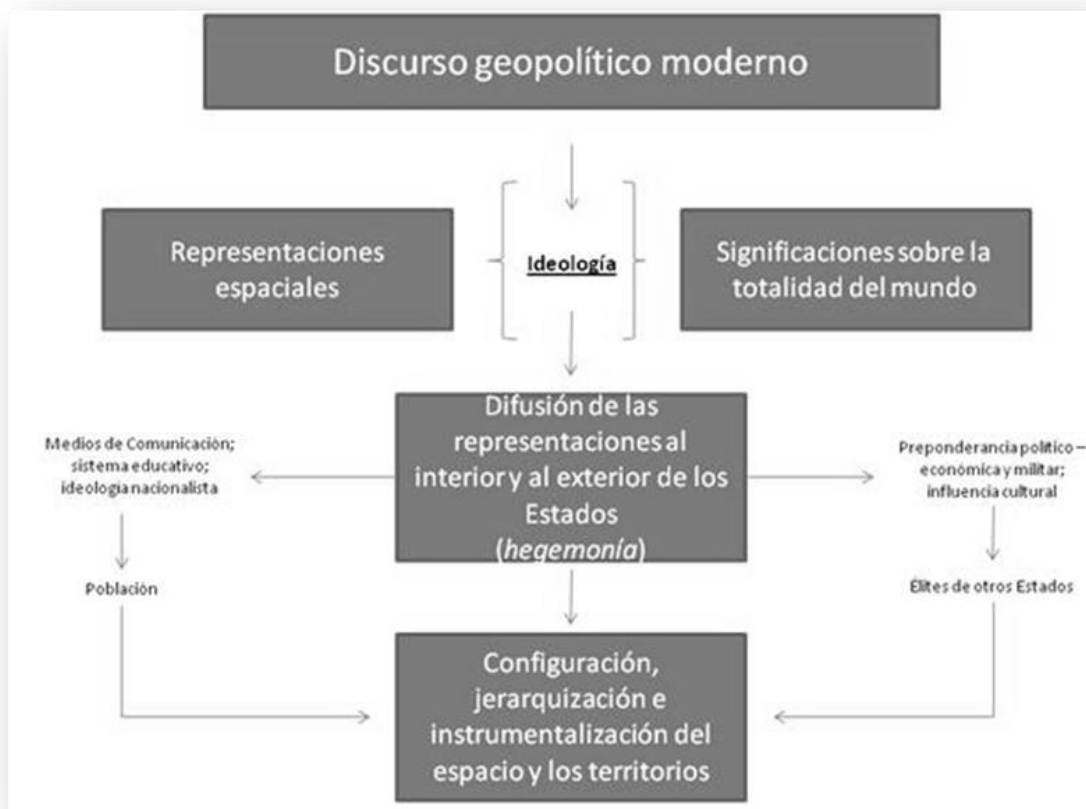 Discurso geopolítico moderno
Representaciones
espaciales
Ideología
Significaciones sobre la
totalidad del mundo
Difusión de las
representaciones al
interior y al exterior de los
Estados
(hegemonía)
Medios de Comunicación;
sistema educativo;
ideología nacionalista
Preponderancia político –
económica y militar;
influencia cultural
Población
Élites de otros Estados
Configuración,
jerarquización e
instrumentalización del
espacio y los territorios